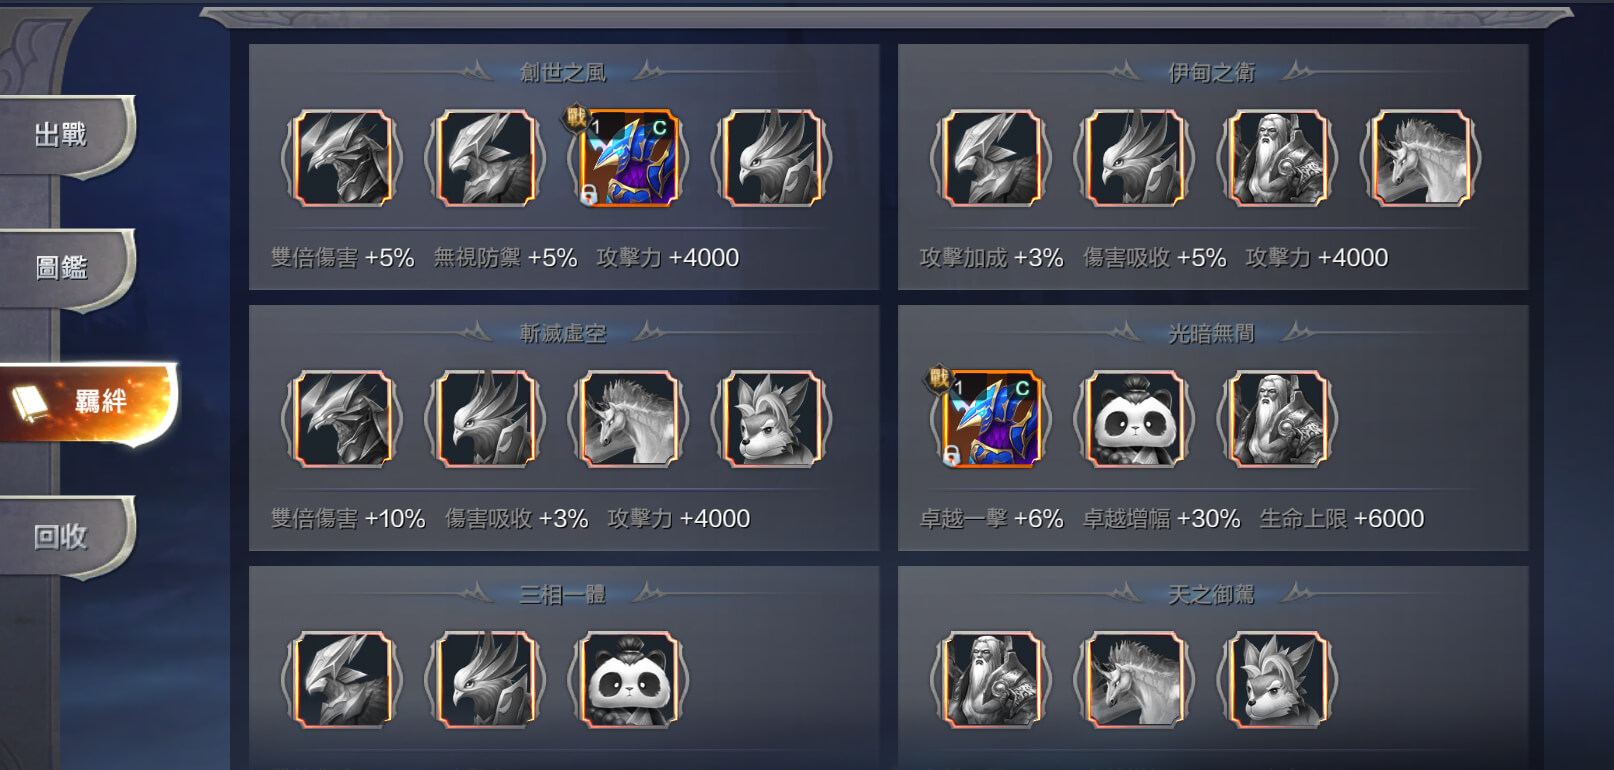 出戰
圖鑑
羈絆
回收
創世之風
戰 1 C
雙倍傷害 +5% 無視防禦 +5% 攻擊力 +4000
伊甸之衛
攻擊加成 +3% 傷害吸收 +5% 攻擊力 +4000
斬滅虛空
雙倍傷害 +10% 傷害吸收 +3% 攻擊力 +4000
光暗無間
戰 1 C
卓越一擊 +6% 卓越增幅 +30% 生命上限 +6000
三相一體
天之御駕